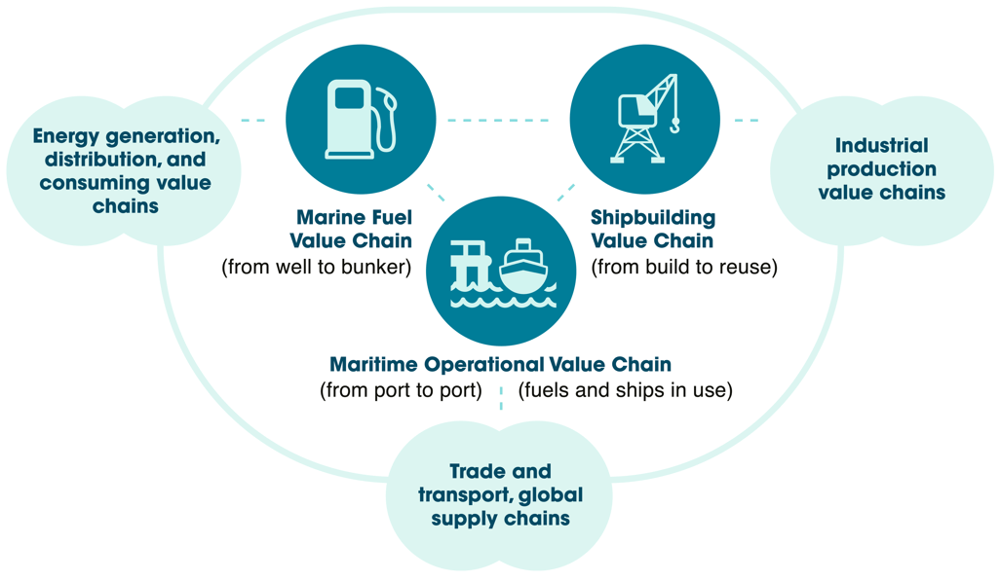 Energy generation,
distribution, and
consuming value
chains
Marine Fuel
Value Chain
(from well to bunker)
Shipbuilding
Value Chain
(from build to reuse)
Industrial
production
value chains
Maritime Operational Value Chain
(from port to port) (fuels and ships in use)
Trade and
transport, global
supply chains